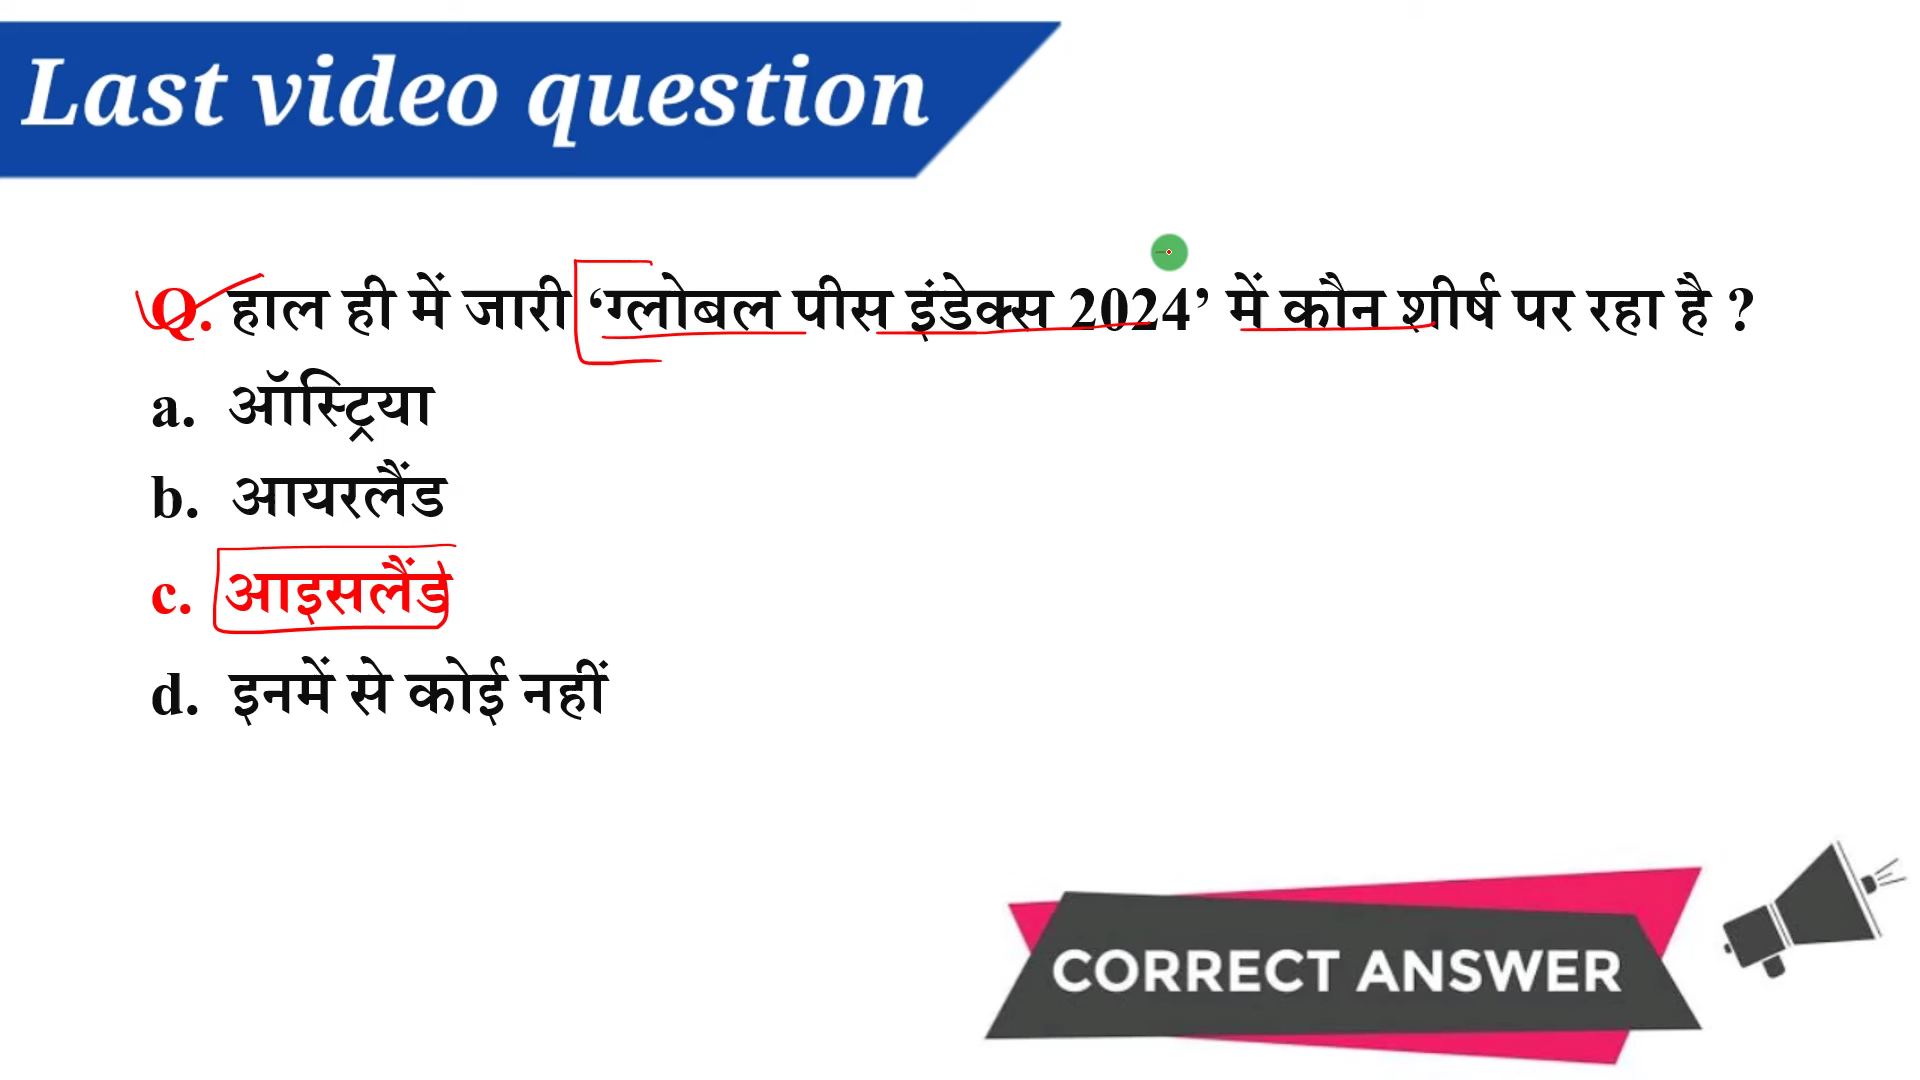 Last video question
Q. हाल ही में जारी ‘ग्लोबल पीस इंडेक्स 2024’ में कौन शीर्ष पर रहा है ?
a. ऑस्ट्रिया
b. आयरलैंड
c. आइसलैंड
d. इनमें से कोई नहीं
CORRECT ANSWER